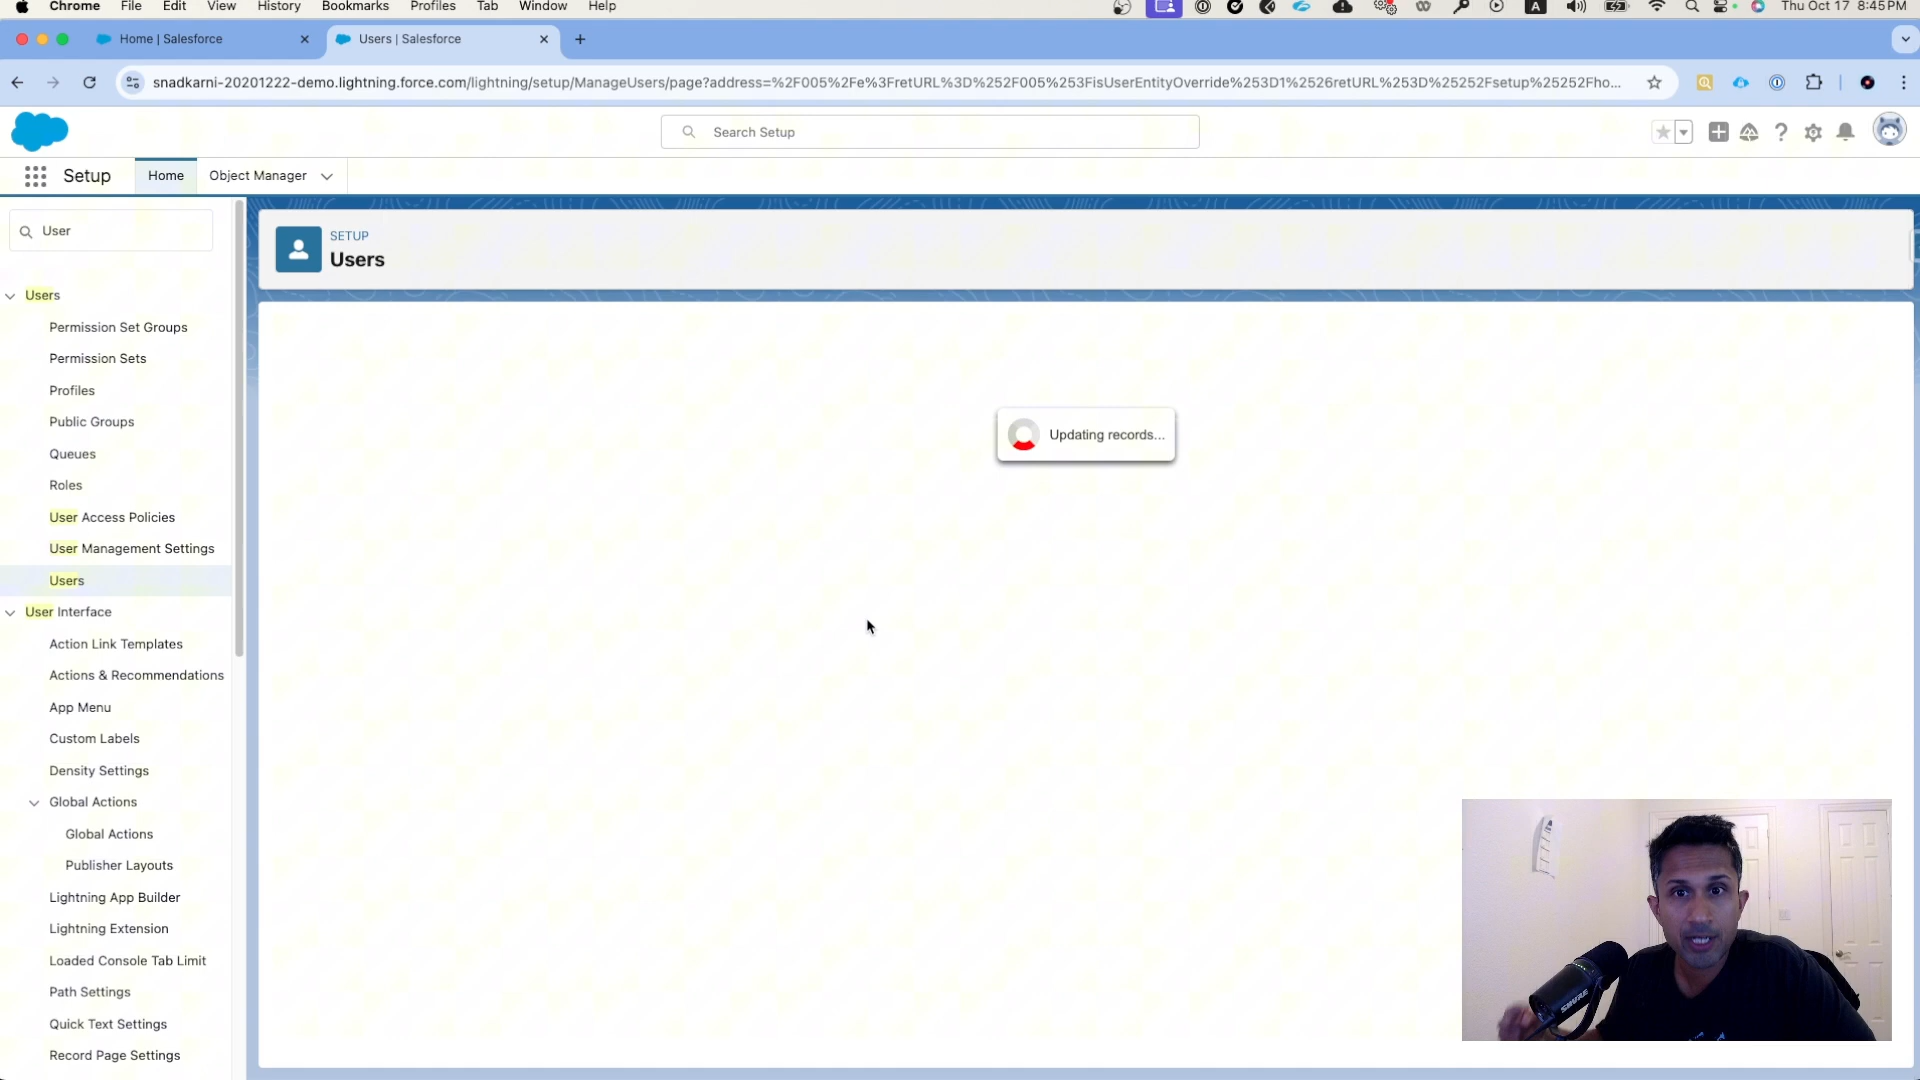 Chrome File Edit View History Bookmarks Profiles Tab Window Help
A
Thu Oct 17 8:45 PM
Home | Salesforce
Users | Salesforce
snadkarni-20201222-demo.lightning.force.com/lightning/setup/ManageUsers/page?address=%2F005%2Fe%3FretURL%3D%252F005%253FisUserEntityOverride%253D1%2526retURL%253D%25252Fsetup%25252Fho...
Search Setup
Setup
Home
Object Manager
User
SETUP
Users
Users
Permission Set Groups
Permission Sets
Profiles
Public Groups
Queues
Roles
User Access Policies
User Management Settings
Users
User Interface
Action Link Templates
Actions & Recommendations
App Menu
Custom Labels
Density Settings
Global Actions
Global Actions
Publisher Layouts
Lightning App Builder
Lightning Extension
Loaded Console Tab Limit
Path Settings
Quick Text Settings
Record Page Settings
Updating records...
SHURE